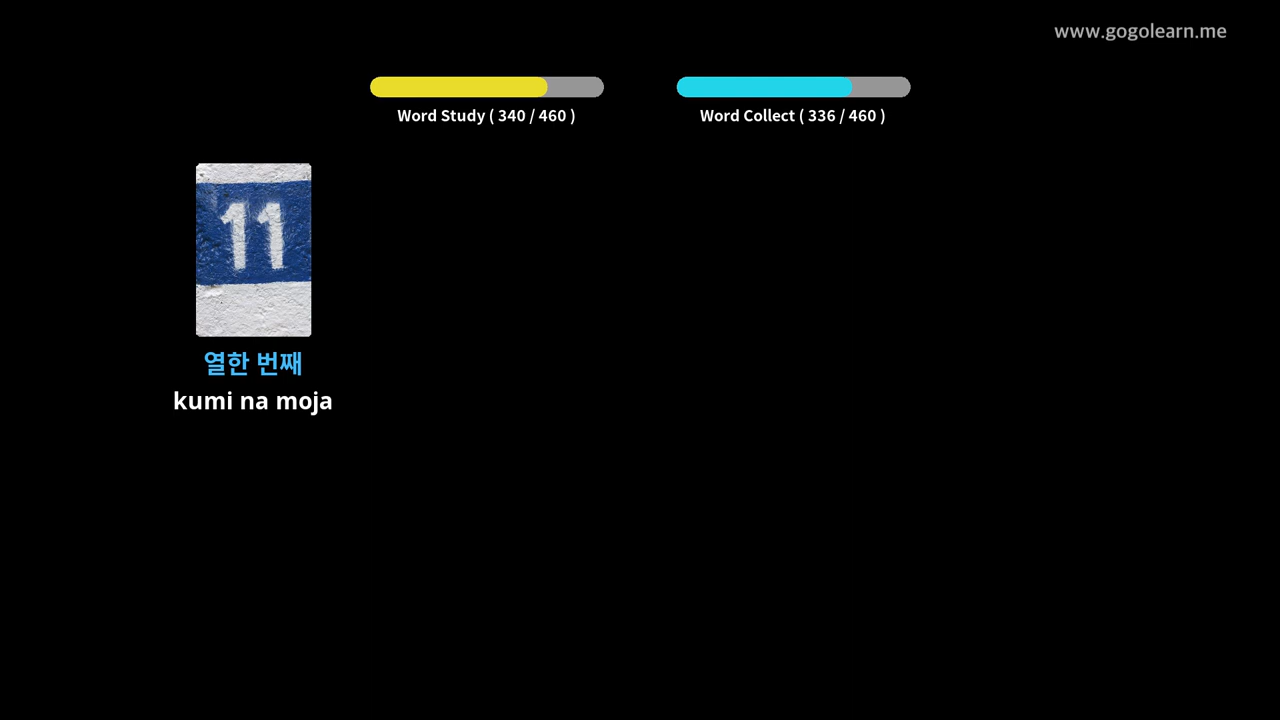 www.gogolearn.me
Word Study ( 340 / 460 )
Word Collect ( 336 / 460 )
11
열한 번째
kumi na moja